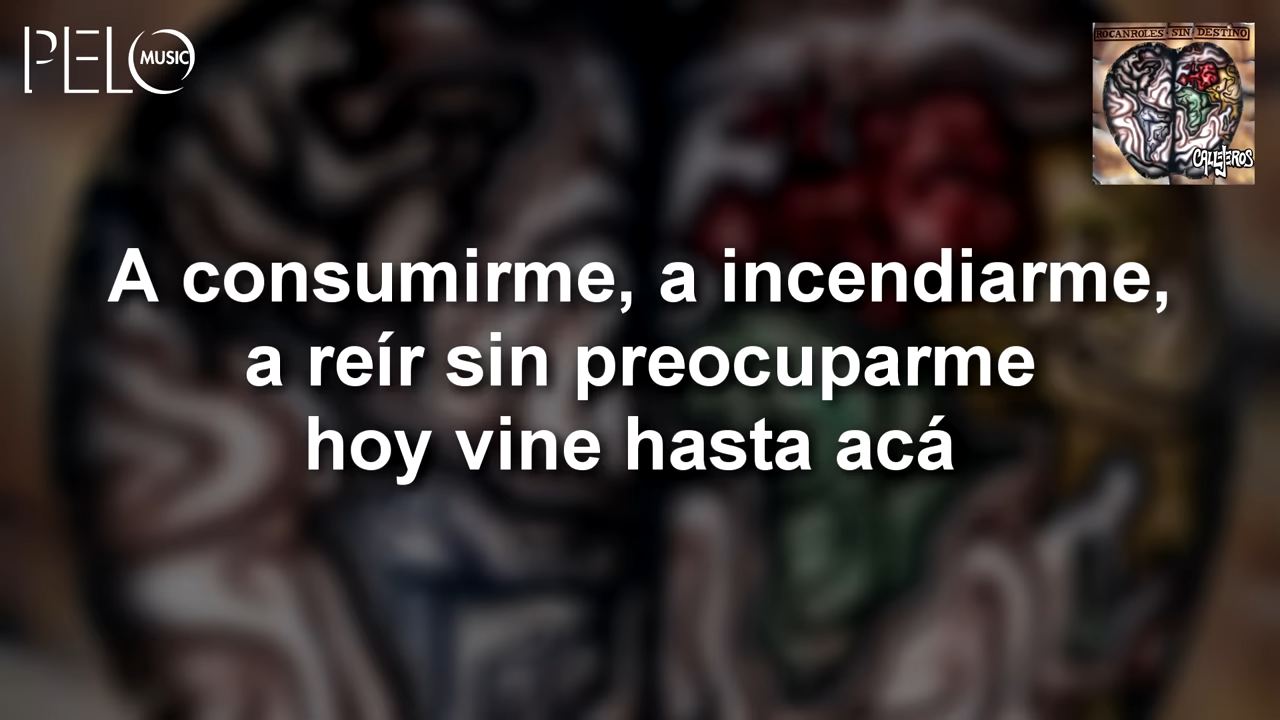 PELO MUSIC
ROCANROLES SIN DESTINO
CALLEJEROS
A consumirme, a incendiarme,
a reír sin preocuparme
hoy vine hasta acá